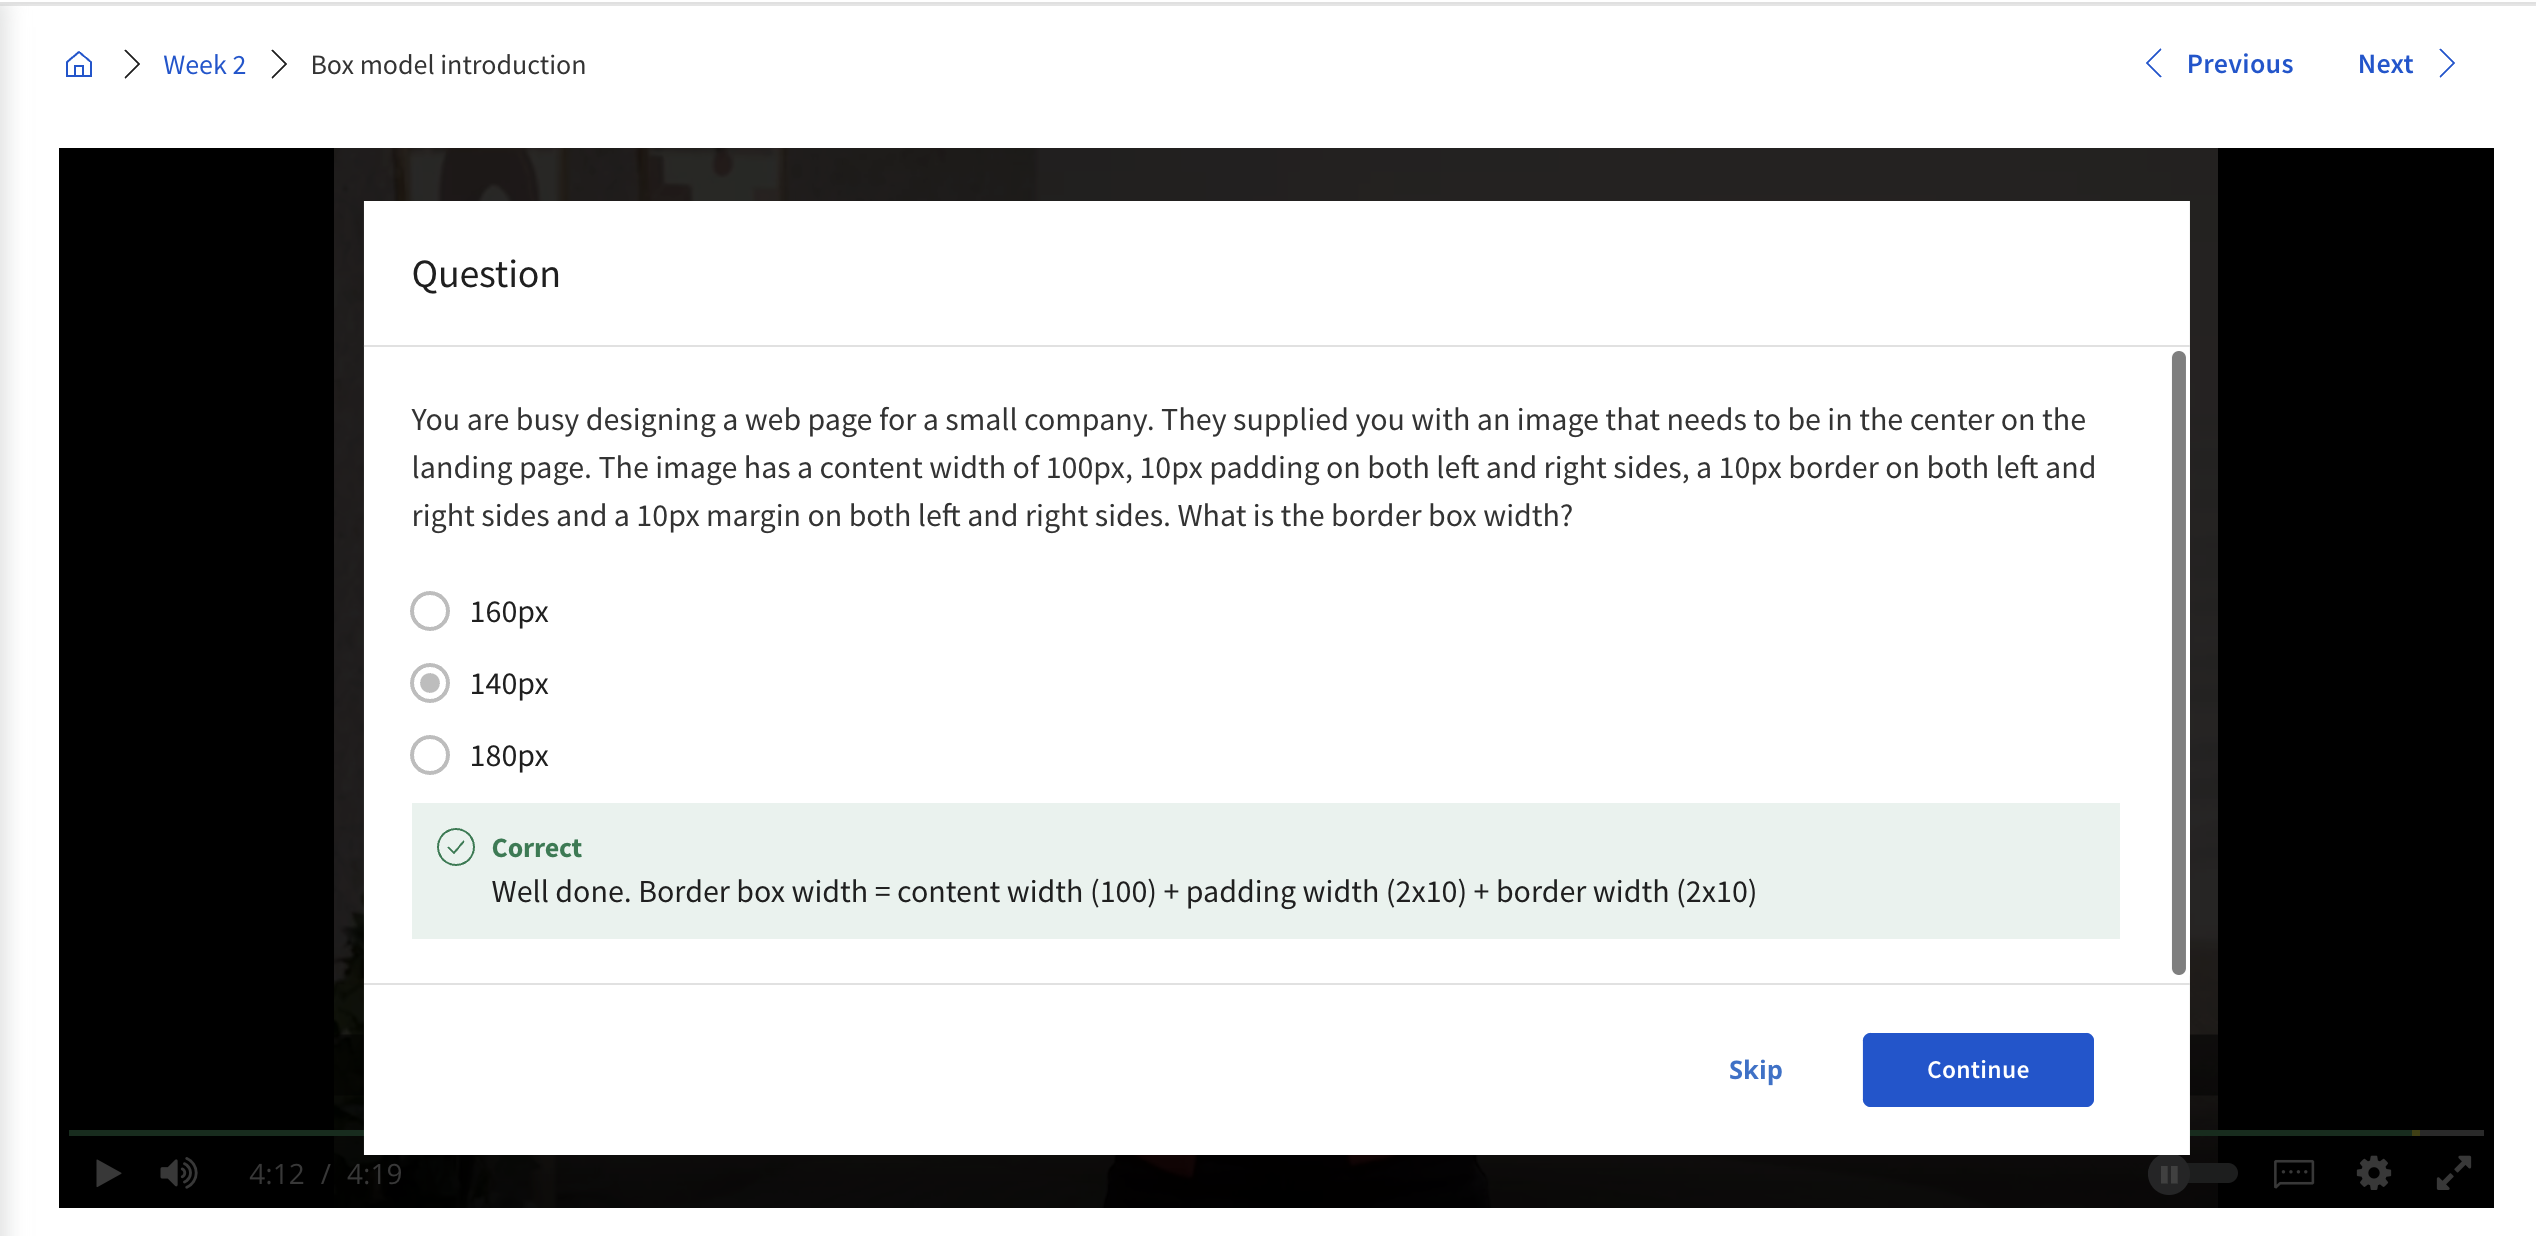 Week 2 Box model introduction Previous Next
Question
You are busy designing a web page for a small company. They supplied you with an image that needs to be in the center on the
landing page. The image has a content width of 100px, 10px padding on both left and right sides, a 10px border on both left and
right sides and a 10px margin on both left and right sides. What is the border box width?
160px
140px
180px
Correct
Well done. Border box width = content width (100) + padding width (2x10) + border width (2x10)
Skip Continue
4:12 / 4:19